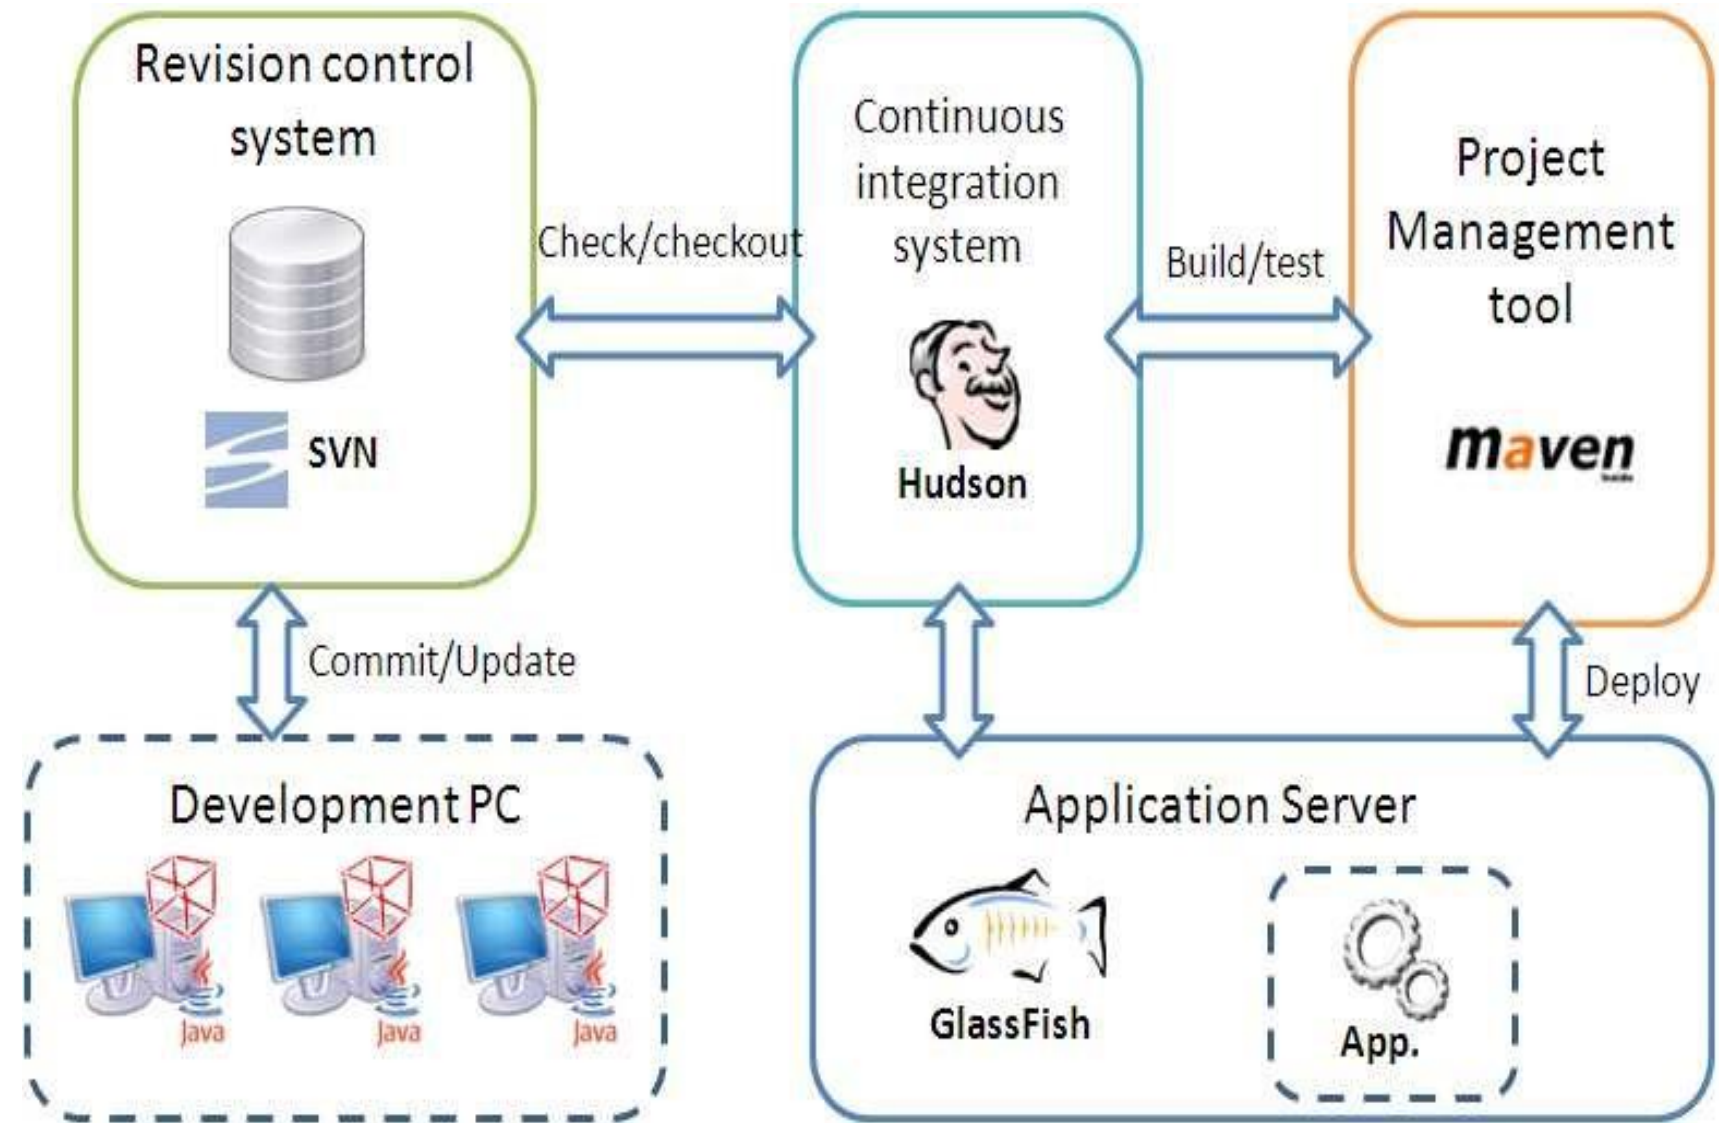 Revision control
system
SVN
Check/checkout
Continuous
integration
system
Hudson
Build/test
Project
Management
tool
maven
Commit/Update
Deploy
Development PC
Java
Java
Java
Application Server
GlassFish
App.